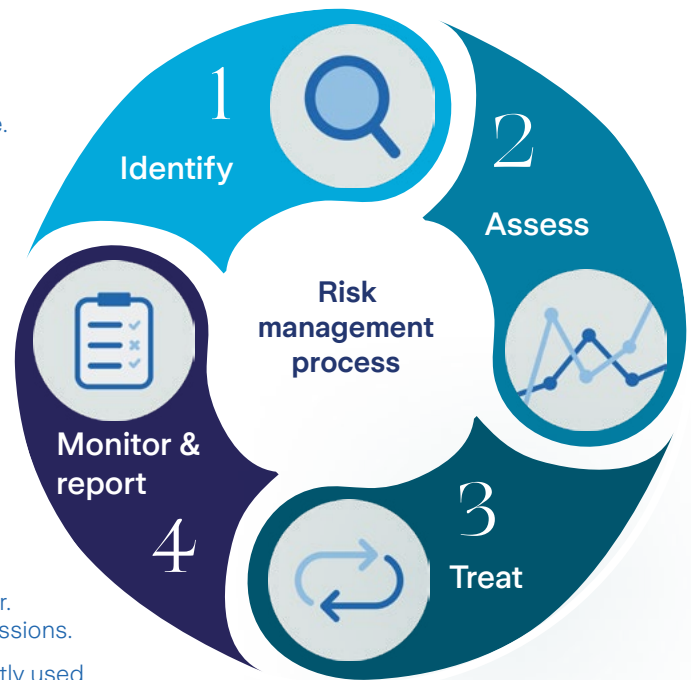 1
Identify
2
Assess
Risk
management
process
3
Treat
Monitor &
report
4